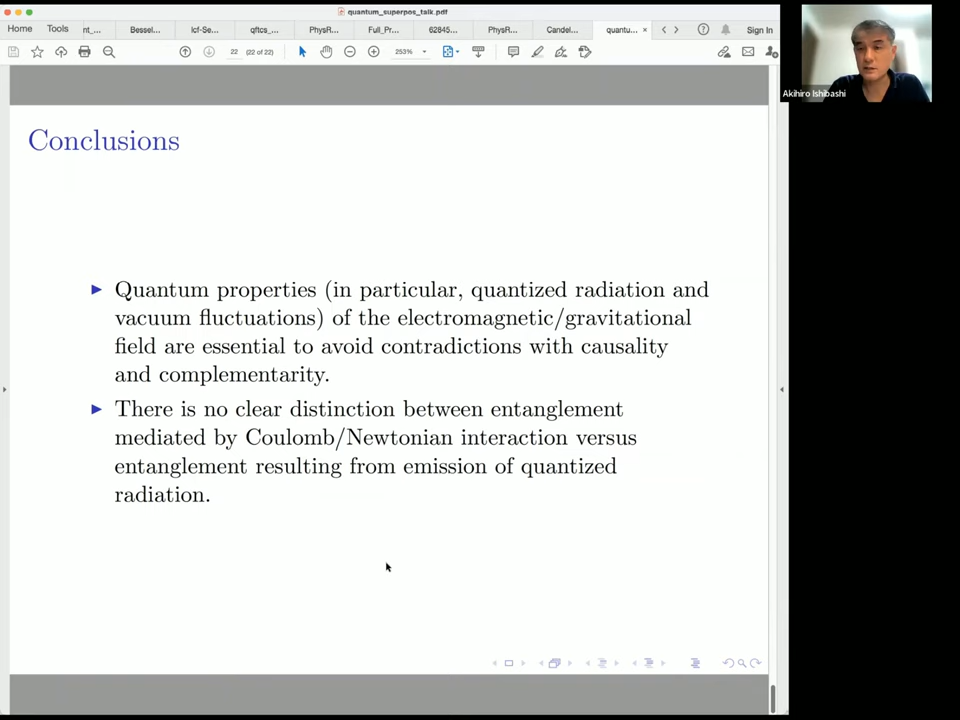 quantum_superpos_talk.pdf
Home Tools nt_... Bessel... lcf-Se... qftcs_... PhysR... Full_Pr... 62845... PhysR... Candel... quantu... × Sign In
22 (22 of 22) 253%
Akihiro Ishibashi
Conclusions
Quantum properties (in particular, quantized radiation and
vacuum fluctuations) of the electromagnetic/gravitational
field are essential to avoid contradictions with causality
and complementarity.
There is no clear distinction between entanglement
mediated by Coulomb/Newtonian interaction versus
entanglement resulting from emission of quantized
radiation.